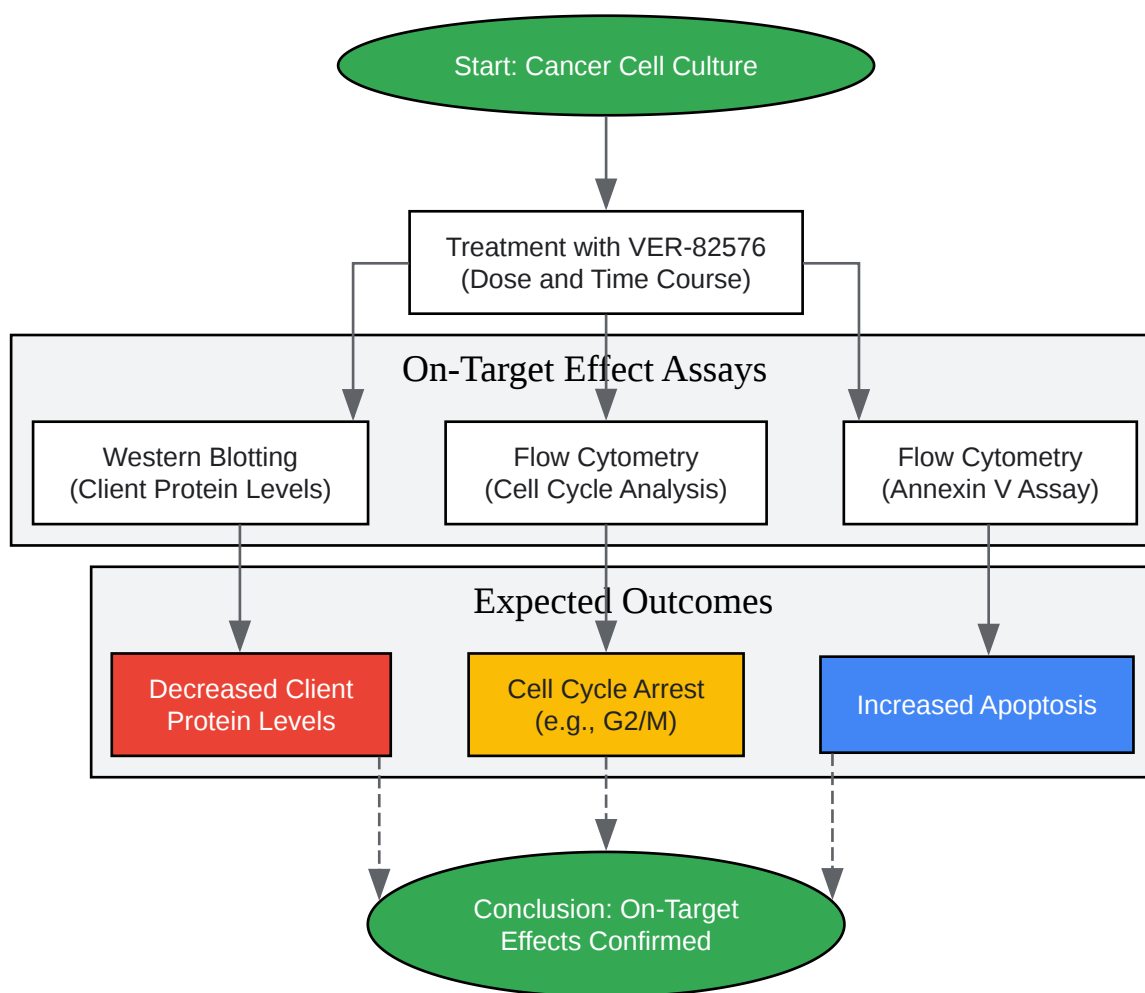 Start: Cancer Cell Culture
Treatment with VER-82576
(Dose and Time Course)
On-Target Effect Assays
Western Blotting
(Client Protein Levels)
Flow Cytometry
(Cell Cycle Analysis)
Flow Cytometry
(Annexin V Assay)
Expected Outcomes
Decreased Client
Protein Levels
Cell Cycle Arrest
(e.g., G2/M)
Increased Apoptosis
Conclusion: On-Target
Effects Confirmed